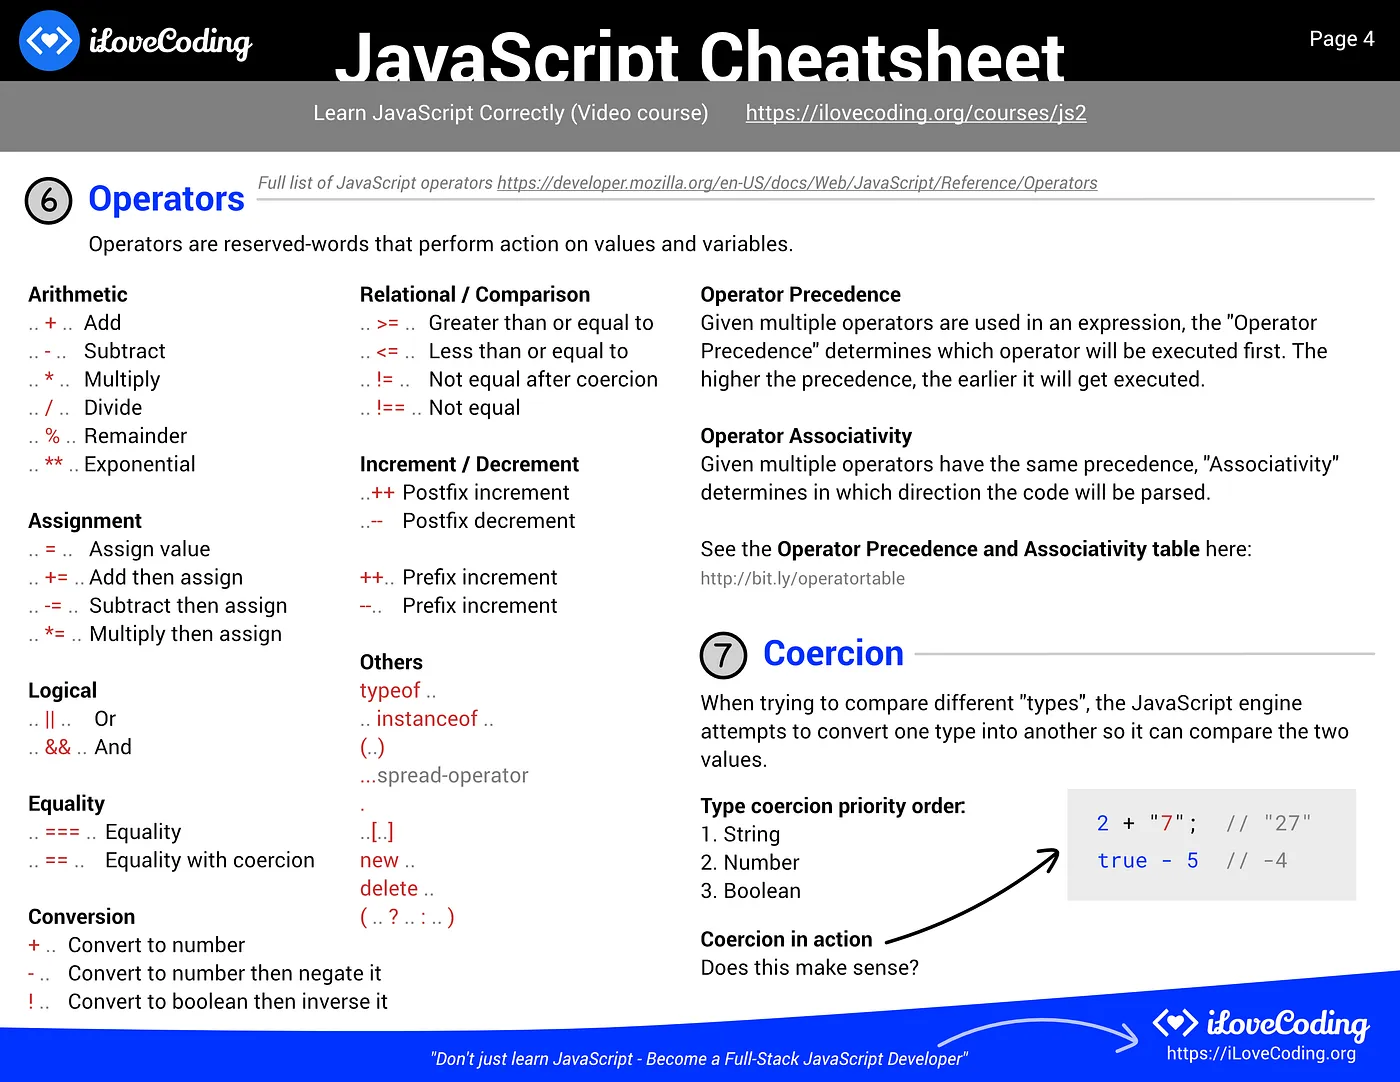 iLoveCoding
JavaScript Cheatsheet
Page 4
Learn JavaScript Correctly (Video course) https://ilovecoding.org/courses/js2
6 Operators
Full list of JavaScript operators https://developer.mozilla.org/en-US/docs/Web/JavaScript/Reference/Operators
Operators are reserved-words that perform action on values and variables.
Arithmetic
.. + .. Add
.. - .. Subtract
.. * .. Multiply
.. / .. Divide
.. % .. Remainder
.. ** .. Exponential
Assignment
.. = .. Assign value
.. += .. Add then assign
.. -= .. Subtract then assign
.. *= .. Multiply then assign
Logical
.. || .. Or
.. && .. And
Equality
.. === .. Equality
.. == .. Equality with coercion
Conversion
+ .. Convert to number
- .. Convert to number then negate it
! .. Convert to boolean then inverse it
Relational / Comparison
.. >= .. Greater than or equal to
.. <= .. Less than or equal to
.. != .. Not equal after coercion
.. !== .. Not equal
Increment / Decrement
..++ Postfix increment
..-- Postfix decrement
++.. Prefix increment
--.. Prefix increment
Others
typeof ..
.. instanceof ..
(..)
...spread-operator
.
..[..]
new ..
delete ..
( .. ? .. : .. )
Operator Precedence
Given multiple operators are used in an expression, the "Operator
Precedence" determines which operator will be executed first. The
higher the precedence, the earlier it will get executed.
Operator Associativity
Given multiple operators have the same precedence, "Associativity"
determines in which direction the code will be parsed.
See the Operator Precedence and Associativity table here:
http://bit.ly/operatortable
7 Coercion
When trying to compare different "types", the JavaScript engine
attempts to convert one type into another so it can compare the two
values.
Type coercion priority order:
1. String
2. Number
3. Boolean
Coercion in action
Does this make sense?
2 + "7"; // "27"
true - 5 // -4
"Don't just learn JavaScript - Become a Full-Stack JavaScript Developer"
iLoveCoding
https://iLoveCoding.org